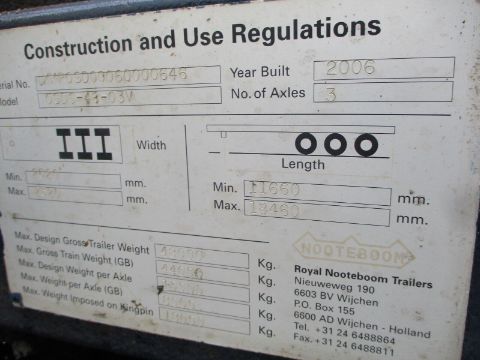 Construction and Use Regulations
Serial No.
Year Built 2006
Model
No. of Axles 3
Width
Length
Min. mm.
Max. mm.
Min. 11660 mm.
Max. 13460 mm.
Max. Design Gross Trailer Weight Kg.
Max. Gross Train Weight (GB) Kg.
Max. Design Weight per Axle Kg.
Max. Weight per Axle (GB) Kg.
Max. Weight Imposed on Kingpin Kg.
NOOTEBOOM
Royal Nooteboom Trailers
Nieuweweg 190
6603 BV Wijchen
P.O. Box 155
6600 AD Wijchen - Holland
Tel. +31 24 6488864
Fax. +31 24 6488811